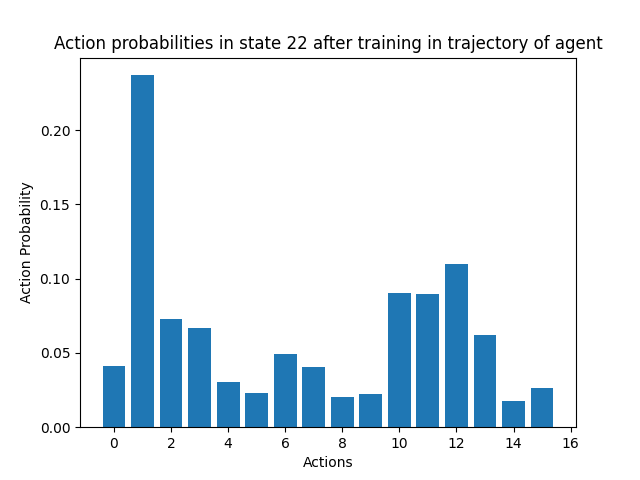 Action probabilities in state 22 after training in trajectory of agent
Action Probability
0.20
0.15
0.10
0.05
0.00
0 2 4 6 8 10 12 14 16
Actions